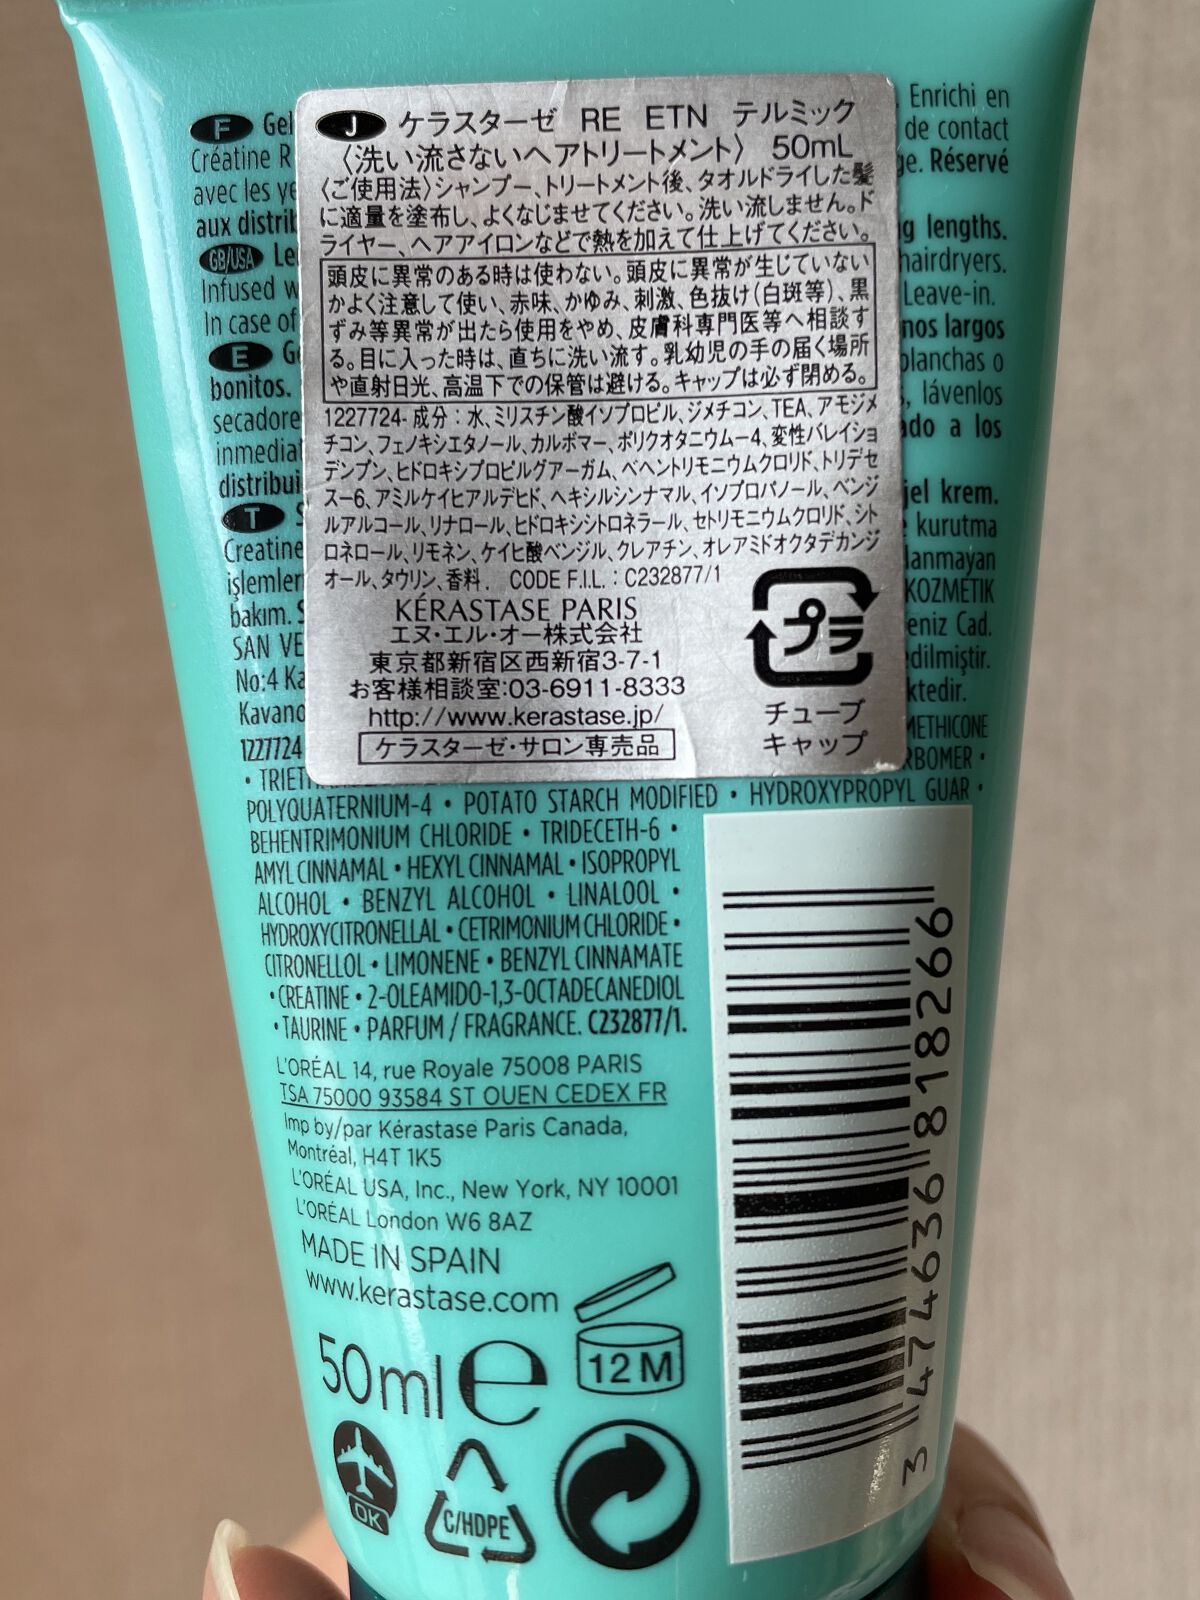 F Gel
Créatine R
avec les ye
aux distrib
GB/USA Le
Infused w
In case of
E Ge
bonitos.
secadore
inmedia
distribui
T S
Creatine
işlemler
bakım. S
SAN VE
No:4 Ka
Kavano
1227724
• TRIETH
. Enrichi en
de contact
ge. Réservé
g lengths.
hairdryers.
Leave-in.
nos largos
planchas o
, lávenlos
ado a los
jel krem.
e kurutma
lanmayan
KOZMETIK
eniz Cad.
edilmiştir.
ktedir.
METHICONE
RBOMER •
J ケラスターゼ RE ETN テルミック
〈洗い流さないヘアトリートメント〉 50mL
〈ご使用法〉シャンプー、トリートメント後、タオルドライした髪
に適量を塗布し、よくなじませてください。洗い流しません。ド
ライヤー、ヘアアイロンなどで熱を加えて仕上げてください。
頭皮に異常のある時は使わない。頭皮に異常が生じていない
かよく注意して使い、赤味、かゆみ、刺激、色抜け(白斑等)、黒
ずみ等異常が出たら使用をやめ、皮膚科専門医等へ相談す
る。目に入った時は、直ちに洗い流す。乳幼児の手の届く場所
や直射日光、高温下での保管は避ける。キャップは必ず閉める。
1227724- 成分：水、ミリスチン酸イソプロピル、ジメチコン、TEA、アモジメ
チコン、フェノキシエタノール、カルボマー、ポリクオタニウムー4、変性バレイショ
デンプン、ヒドロキシプロピルグアーガム、ベヘントリモニウムクロリド、トリデセ
スー6、アミルケイヒアルデヒド、ヘキシルシンナマル、イソプロパノール、ベンジ
ルアルコール、リナロール、ヒドロキシシトロネラール、セトリモニウムクロリド、シト
ロネロール、リモネン、ケイヒ酸ベンジル、クレアチン、オレアミドオクタデカンジ
オール、タウリン、香料. CODE F.I.L. : C232877/1
KÉRASTASE PARIS
エヌ・エル・オー株式会社
東京都新宿区西新宿3-7-1
お客様相談室:03-6911-8333
http://www.kerastase.jp/
ケラスターゼ・サロン専売品
プラ
チューブ
キャップ
POLYQUATERNIUM-4 • POTATO STARCH MODIFIED • HYDROXYPROPYL GUAR •
BEHENTRIMONIUM CHLORIDE • TRIDECETH-6 •
AMYL CINNAMAL • HEXYL CINNAMAL • ISOPROPYL
ALCOHOL • BENZYL ALCOHOL • LINALOOL •
HYDROXYCITRONELLAL • CETRIMONIUM CHLORIDE •
CITRONELLOL • LIMONENE • BENZYL CINNAMATE
• CREATINE • 2-OLEAMIDO-1,3-OCTADECANEDIOL
• TAURINE • PARFUM / FRAGRANCE. C232877/1.
L'ORÉAL 14, rue Royale 75008 PARIS
TSA 75000 93584 ST OUEN CEDEX FR
Imp by/par Kérastase Paris Canada,
Montréal, H4T 1K5
L'ORÉAL USA, Inc., New York, NY 10001
L'ORÉAL London W6 8AZ
MADE IN SPAIN
www.kerastase.com
50ml e
12 M
OK
C/HDPE
3 474636 818266